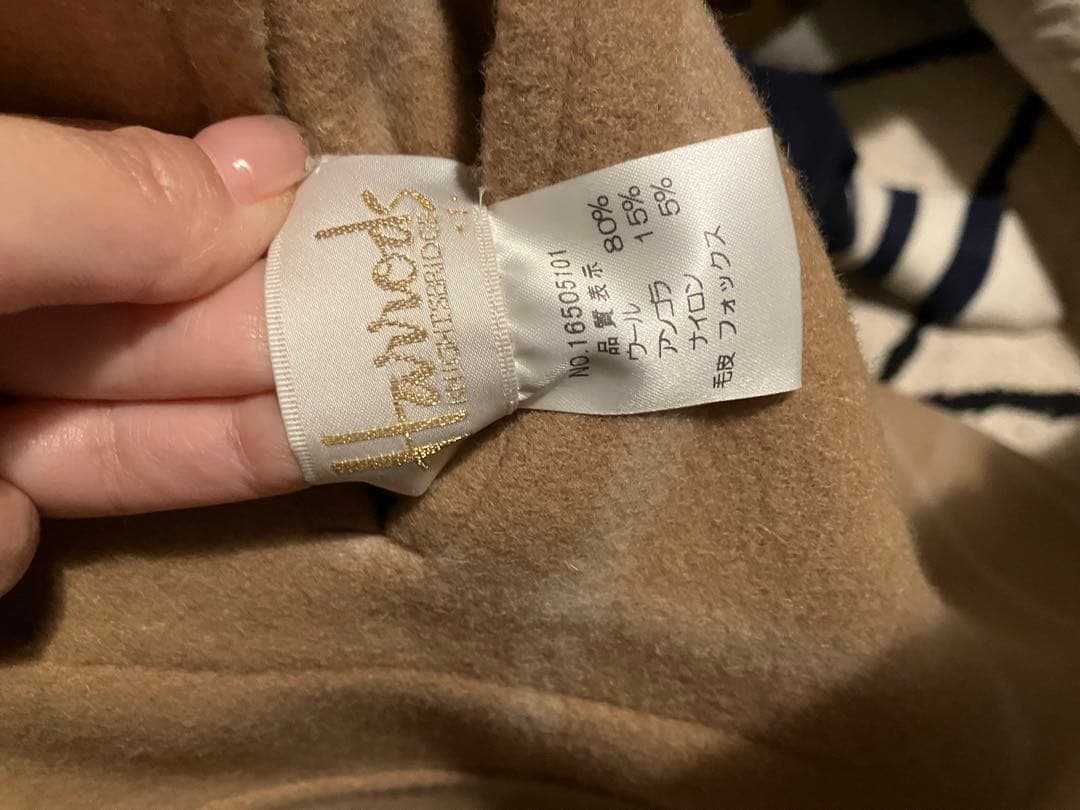 Harrods
KNIGHTSBRIDGE
NO.16505101
品質表示
ウール 80%
アンゴラ 15%
ナイロン 5%
毛皮 フォックス